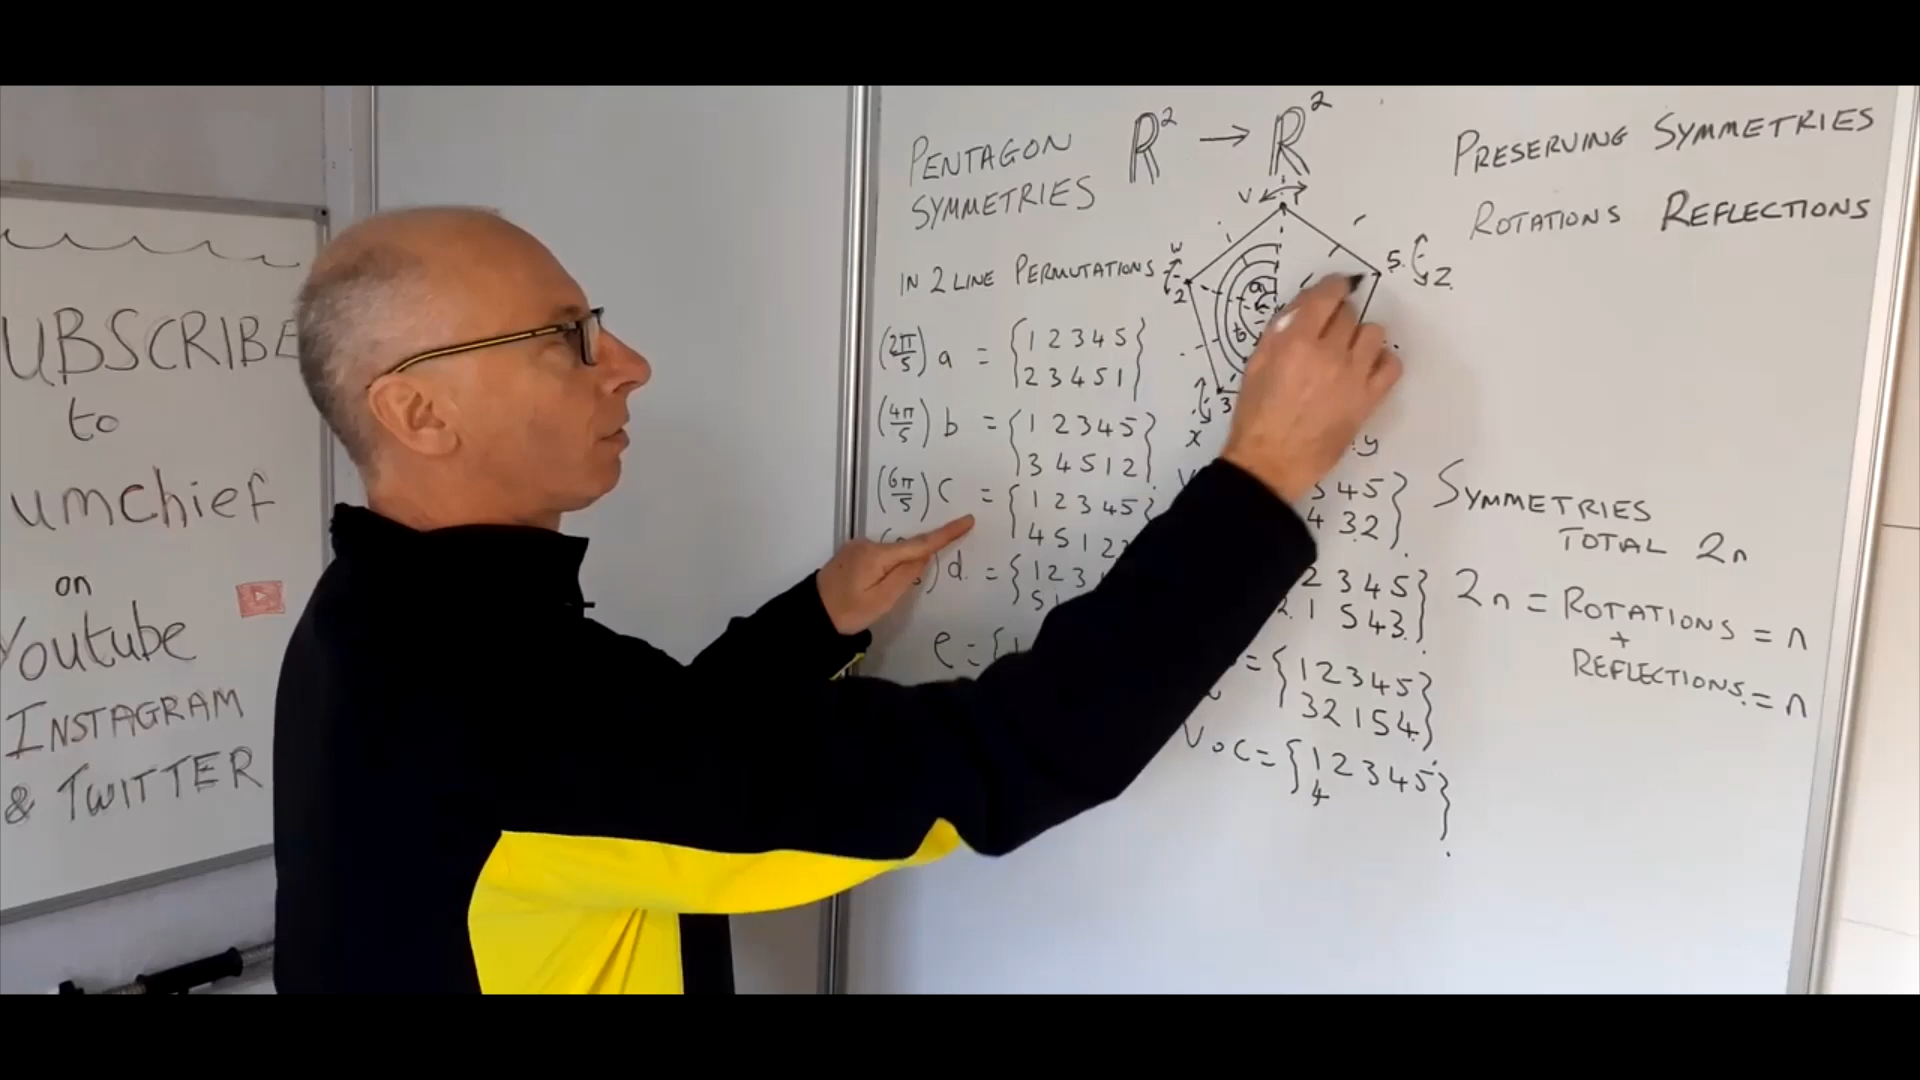 UBSCRIBE
to
umchief
on
Youtube
INSTAGRAM
& TWITTER
PENTAGON
SYMMETRIES
R² → R²
PRESERVING SYMMETRIES
ROTATIONS REFLECTIONS
IN 2 LINE PERMUTATIONS
(2π/5) a = {1 2 3 4 5
2 3 4 5 1}
(4π/5) b = {1 2 3 4 5
3 4 5 1 2}
(6π/5) c = {1 2 3 4 5
4 5 1 2
) d. = {1 2 3
5 1
e = {1
V
1
W
2
X
3
y
5.
Z.
a
b
3 4 5}
4 3 2
2 3 4 5}
2. 1 5 4 3.
= {1 2 3 4 5}
3 2 1 5 4.
V o C = {1 2 3 4 5}
4
SYMMETRIES
TOTAL 2n
2n = ROTATIONS = n
+
REFLECTIONS. = n